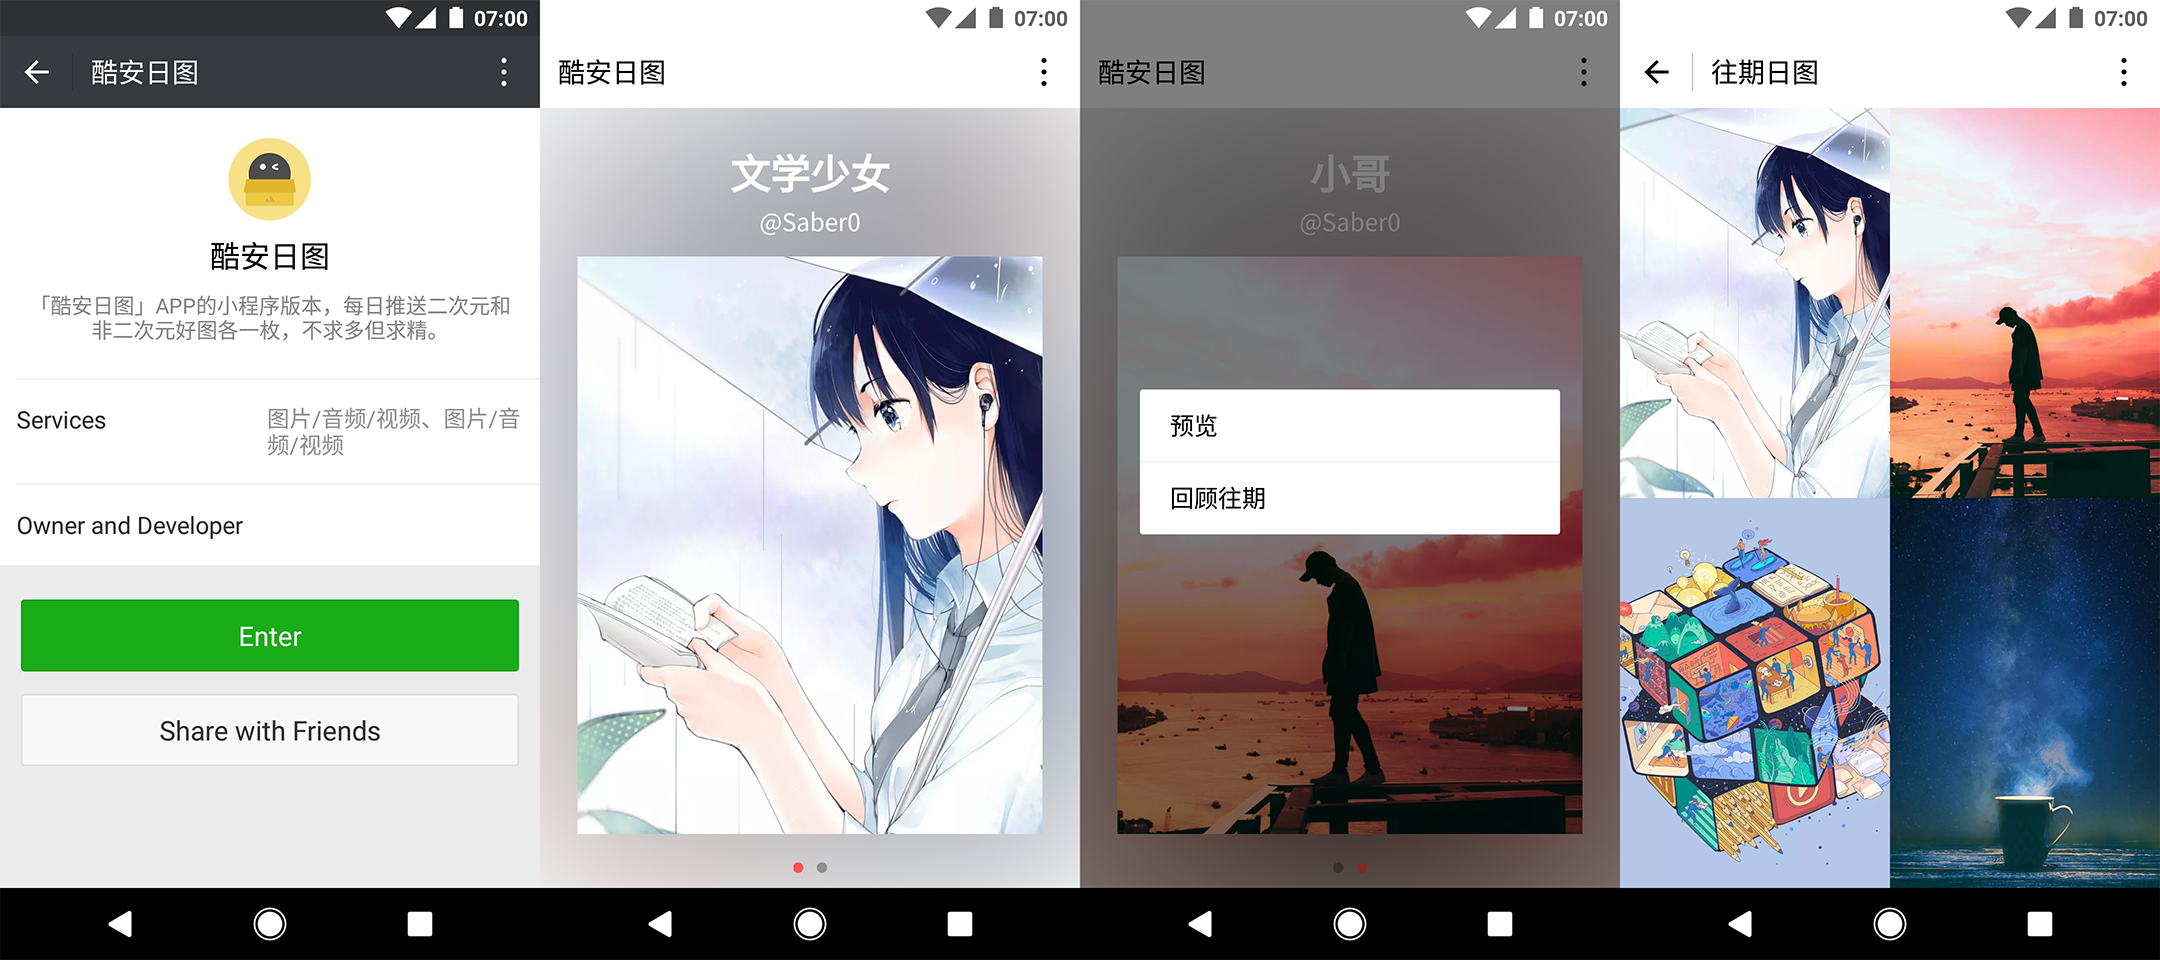 07:00
酷安日图
酷安日图
「酷安日图」APP的小程序版本，每日推送二次元和
非二次元好图各一枚，不求多但求精。
Services
图片/音频/视频、图片/音
频/视频
Owner and Developer
Enter
Share with Friends
07:00
酷安日图
文学少女
@Saber0
07:00
酷安日图
小哥
@Saber0
预览
回顾往期
07:00
往期日图